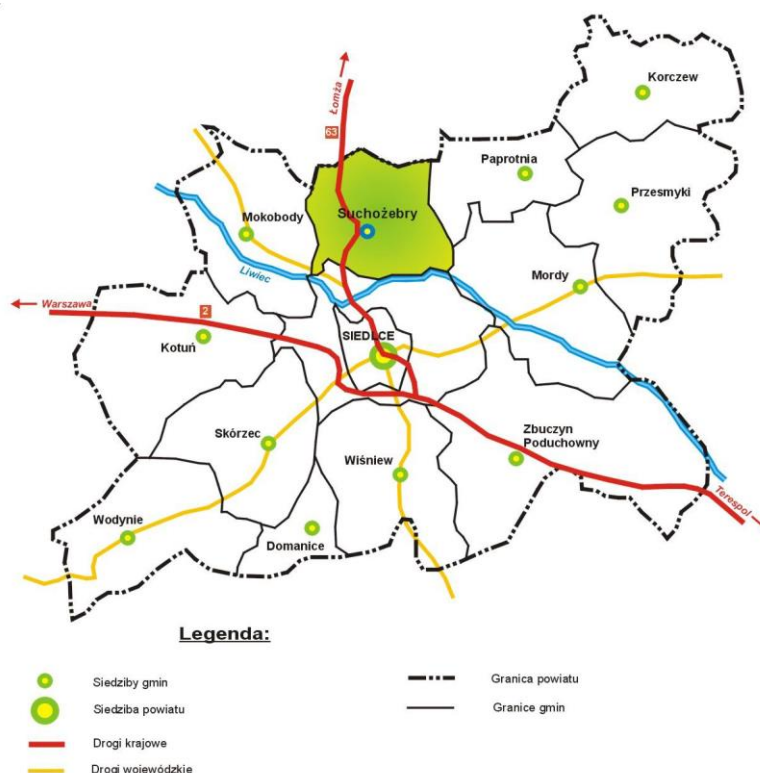 Łomża
63
Korczew
Paprotnia
Przesmyki
Suchożebry
Mokobody
Liwiec
Mordy
Warszawa
2
SIEDLCE
Kotuń
Skórzec
Wiśniew
Zbuczyn
Poduchowny
Terespol
Wodynie
Domanice
Legenda:
Siedziby gmin
Siedziba powiatu
Drogi krajowe
Drogi wojewódzkie
Granica powiatu
Granice gmin